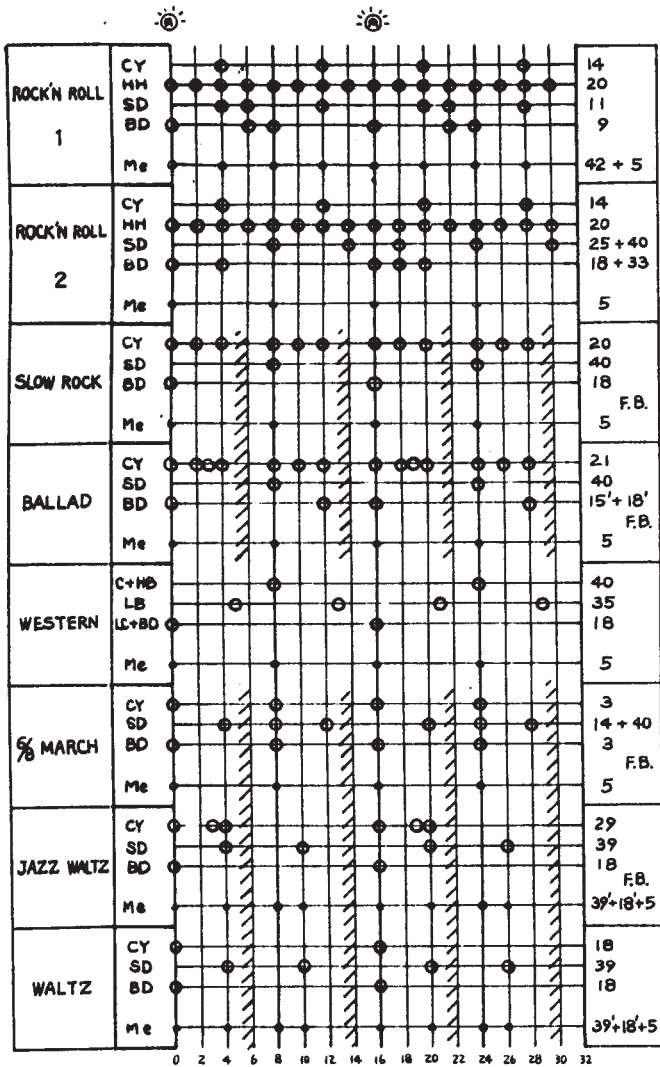 CY 14
ROCK'N ROLL HH 20
SD 11
1 BD 9
Me 42 + 5
CY 14
ROCK'N ROLL HH 20
SD 25 + 40
2 BD 18 + 33
Me 5
CY 20
SD 40
SLOW ROCK BD 18
F.B.
Me 5
CY 21
SD 40
BALLAD BD 15' + 18'
F.B.
Me 5
C+HB 40
LB 35
WESTERN LC+BD 18
Me 5
CY 3
SD 14 + 40
6/8 MARCH BD 3
F.B.
Me 5
CY 29
SD 39
JAZZ WALTZ BD 18
F.B.
Me 39'+18'+5
CY 18
SD 39
WALTZ BD 18
Me 39'+18'+5
0 2 4 6 8 10 12 14 16 18 20 22 24 26 28 30 32